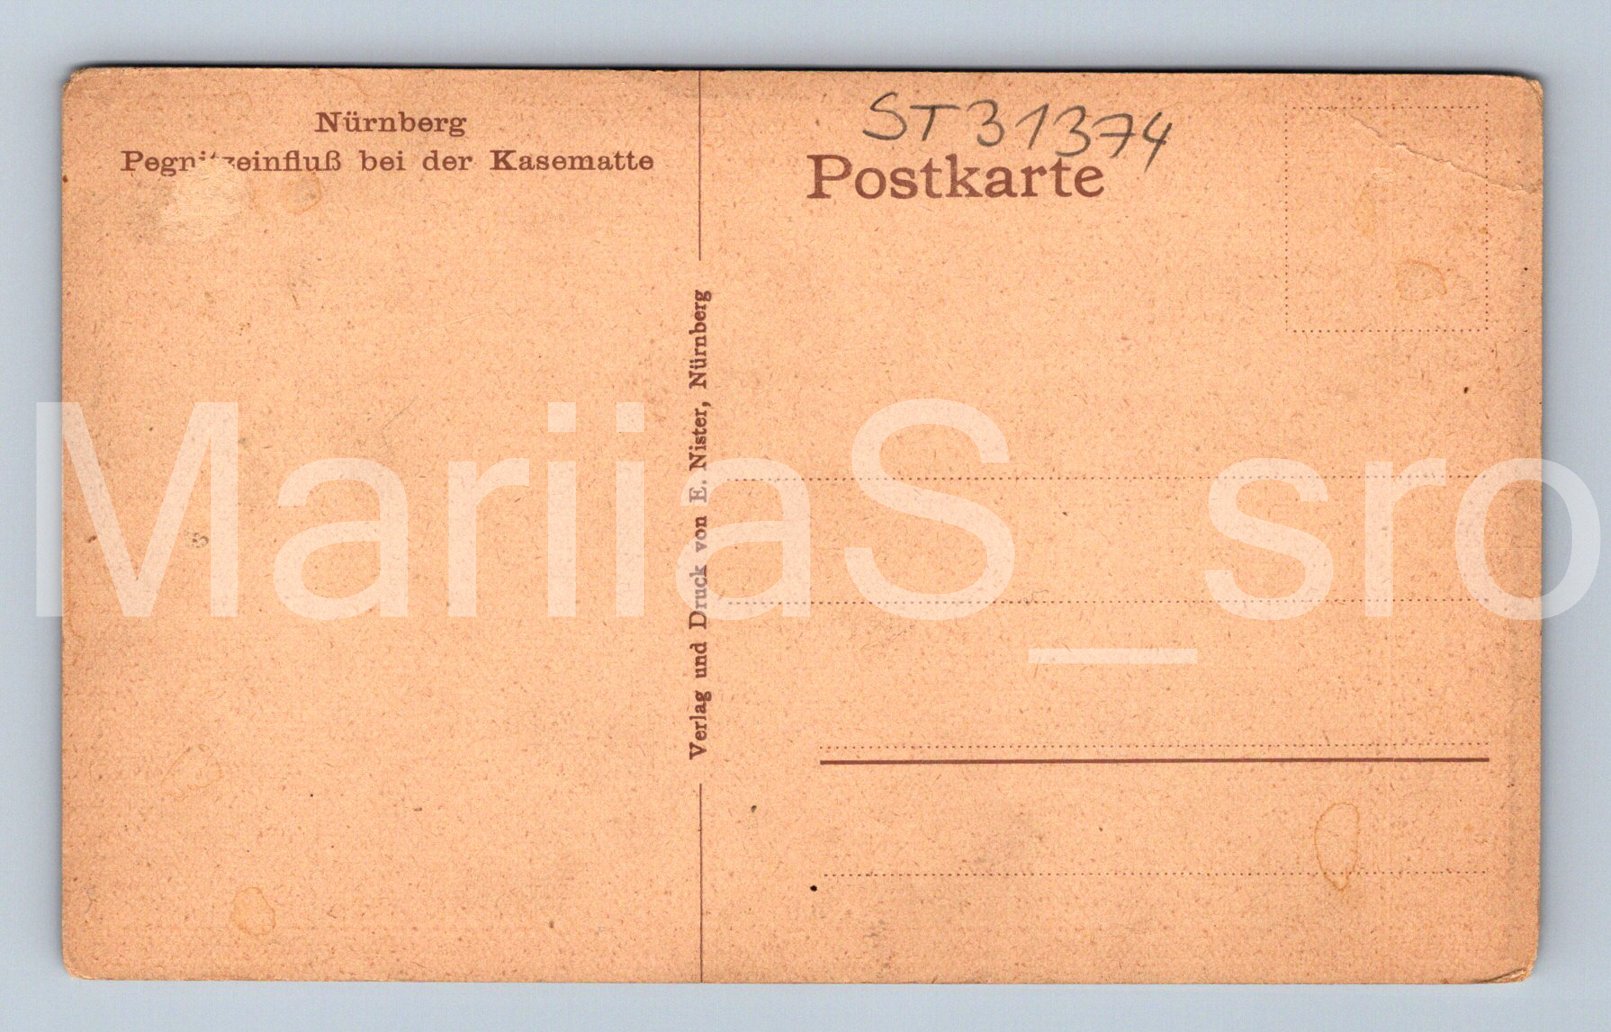 Nürnberg
Pegnitzeinfluß bei der Kasematte
ST31374
Postkarte
Verlag und Druck von E. Nister, Nürnberg
MariiaS_sro